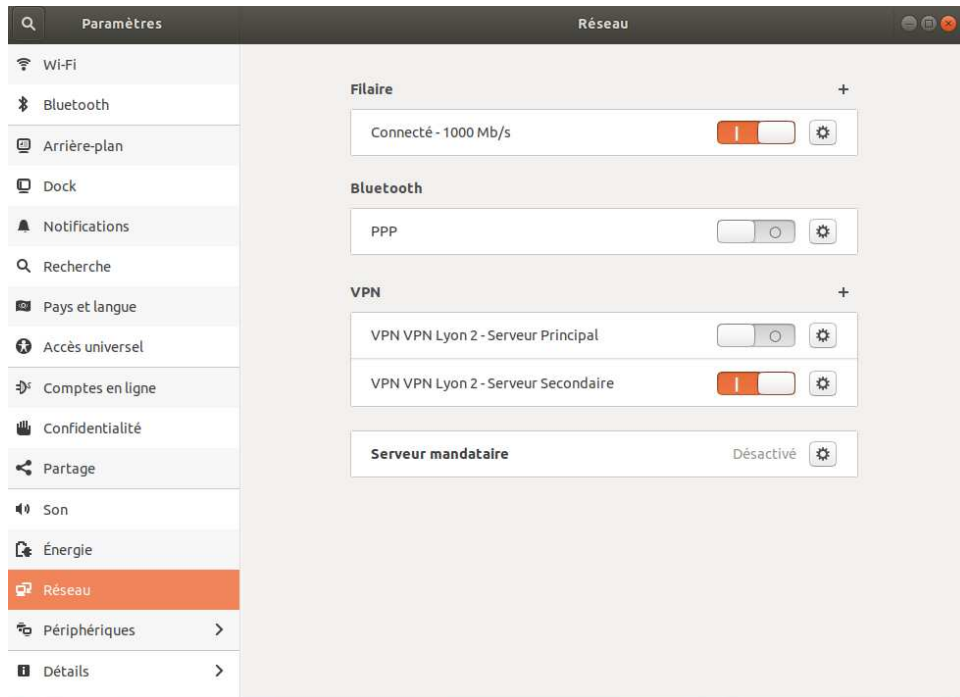 Paramètres
Réseau
Wi-Fi
Bluetooth
Arrière-plan
Dock
Notifications
Recherche
Pays et langue
Accès universel
Comptes en ligne
Confidentialité
Partage
Son
Énergie
Réseau
Périphériques
Détails
Filaire
Connecté - 1000 Mb/s
Bluetooth
PPP
VPN
VPN VPN Lyon 2 - Serveur Principal
VPN VPN Lyon 2 - Serveur Secondaire
Serveur mandataire Désactivé